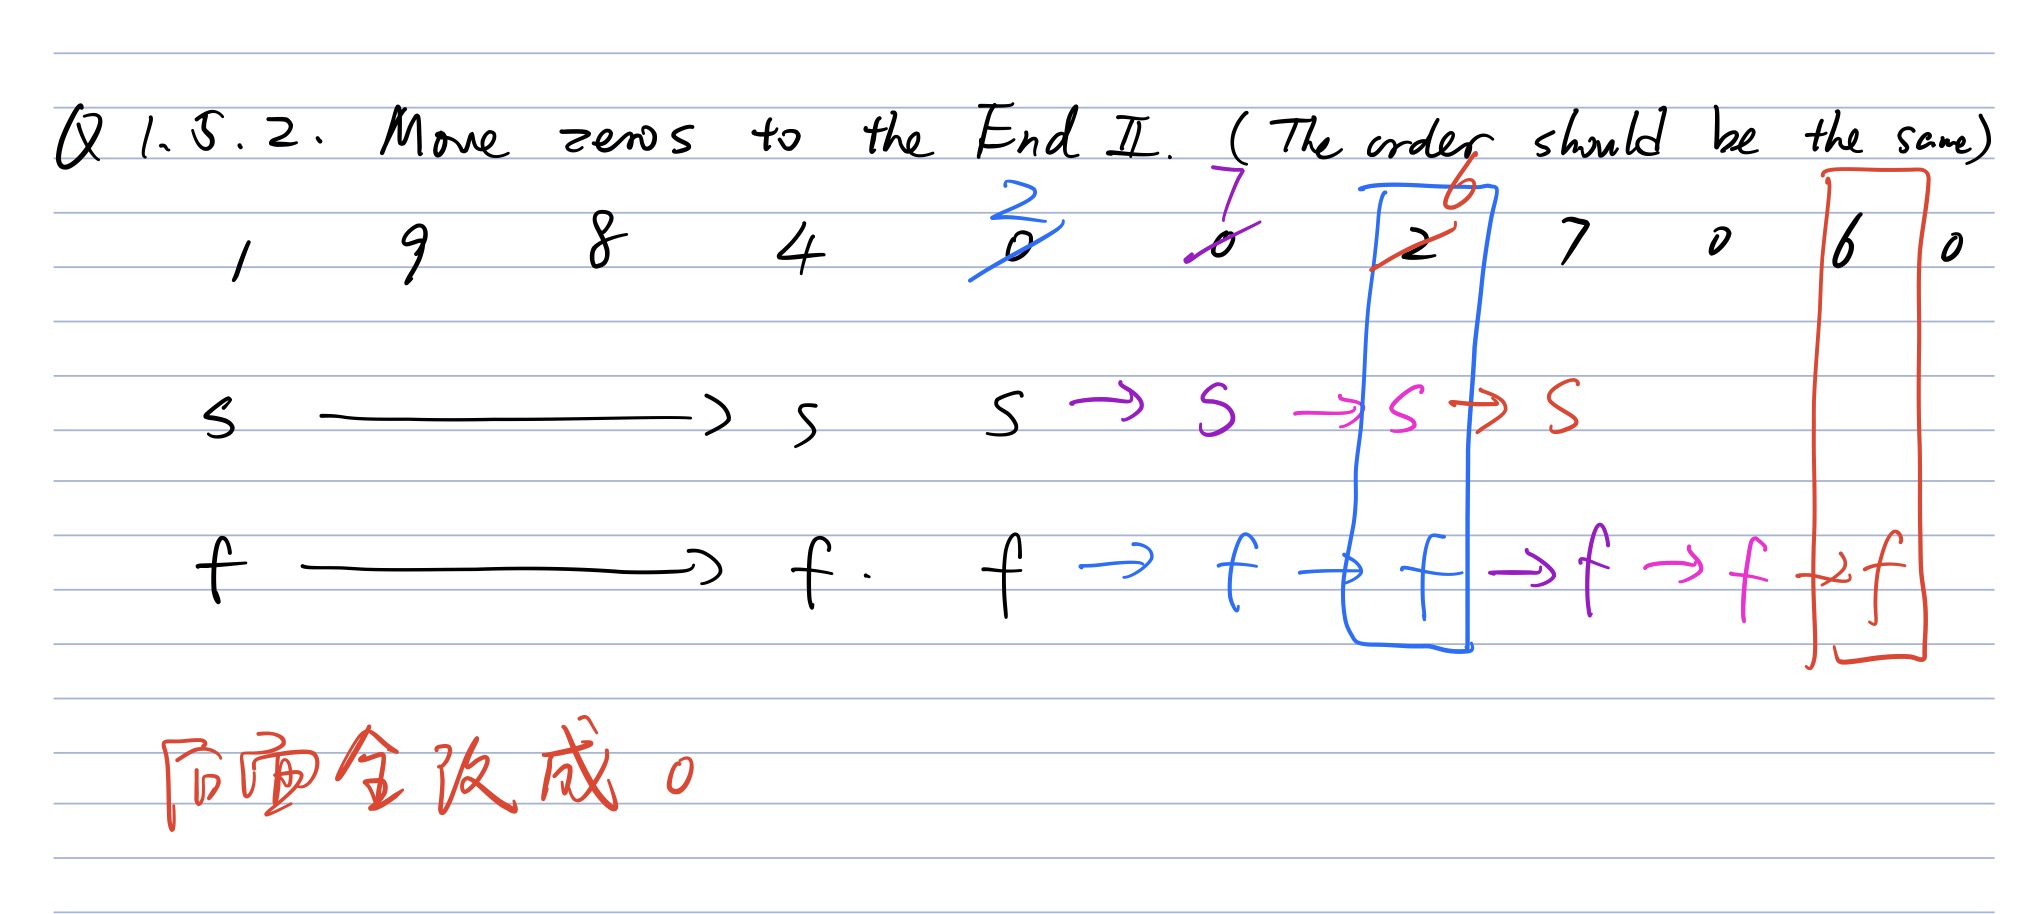 Q 1.5.2. Move zeros to the End II. (The order should be the same)
2 7 6
1 9 8 4 0 0 2 7 0 6 0
s → s s → s → s → s
f → f. f → f → f → f → f → f
后面全改成 0